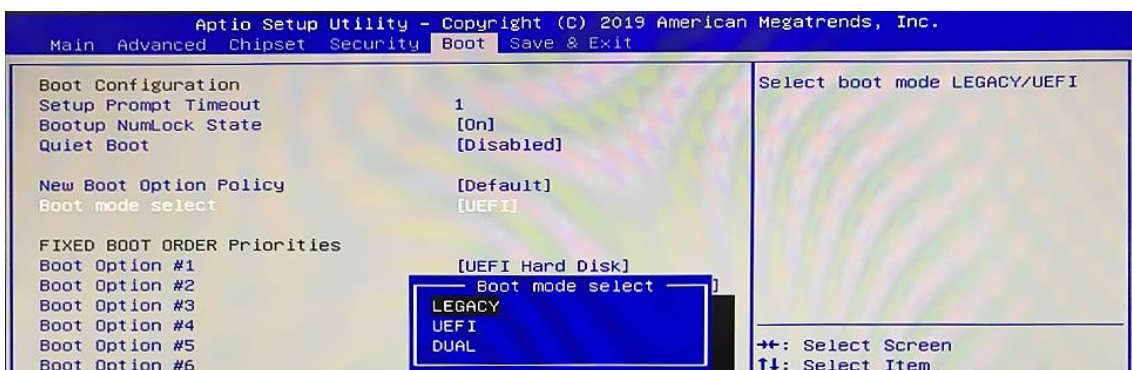 Aptio Setup Utility – Copyright (C) 2019 American Megatrends, Inc.
Main Advanced Chipset Security Boot Save & Exit
Boot Configuration
Setup Prompt Timeout 1
Bootup NumLock State [On]
Quiet Boot [Disabled]
New Boot Option Policy [Default]
Boot mode select [UEFI]
FIXED BOOT ORDER Priorities
Boot Option #1 [UEFI Hard Disk]
Boot Option #2 ]
Boot Option #3
Boot Option #4
Boot Option #5
Boot Option #6
Boot mode select
LEGACY
UEFI
DUAL
Select boot mode LEGACY/UEFI
→←: Select Screen
↑↓: Select Item